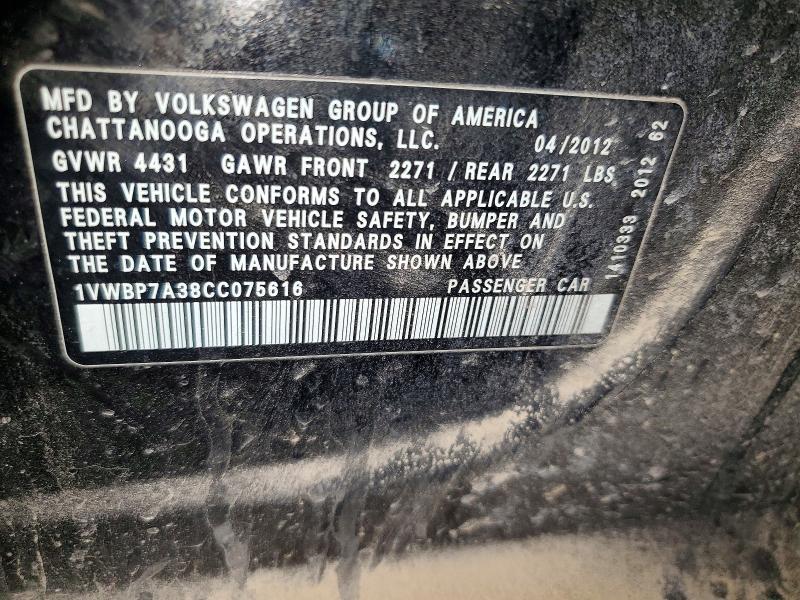 MFD BY VOLKSWAGEN GROUP OF AMERICA
CHATTANOOGA OPERATIONS, LLC. 04/2012
GVWR 4431 GAWR FRONT 2271 / REAR 2271 LBS
THIS VEHICLE CONFORMS TO ALL APPLICABLE U.S.
FEDERAL MOTOR VEHICLE SAFETY, BUMPER AND
THEFT PREVENTION STANDARDS IN EFFECT ON
THE DATE OF MANUFACTURE SHOWN ABOVE
1VWBP7A38CC075616 PASSENGER CAR
1410333 2012 62